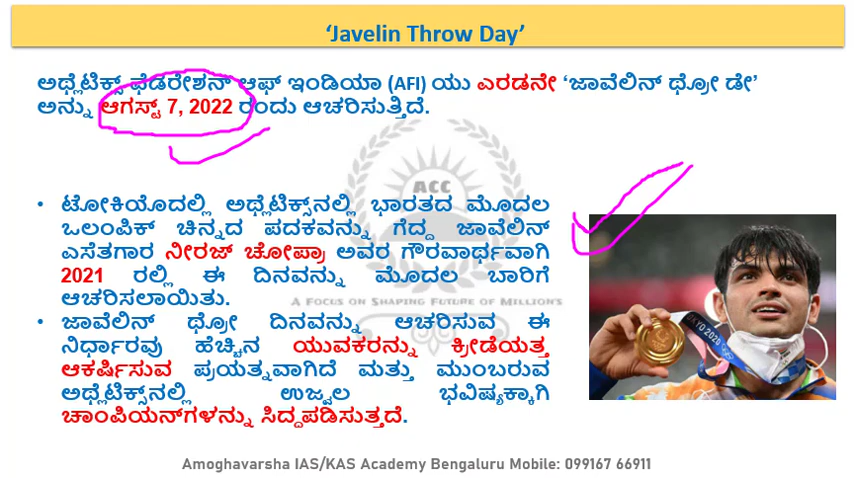 ‘Javelin Throw Day’
ಅಥ್ಲೆಟಿಕ್ಸ್ ಫೆಡರೇಶನ್ ಆಫ್ ಇಂಡಿಯಾ (AFI) ಯು ಎರಡನೇ ‘ಜಾವೆಲಿನ್ ಥ್ರೋ ಡೇ’
ಅನ್ನು ಆಗಸ್ಟ್ 7, 2022 ರಂದು ಆಚರಿಸುತ್ತಿದೆ.
ACC
• ಟೋಕಿಯೊದಲ್ಲಿ ಅಥ್ಲೆಟಿಕ್ಸ್‌ನಲ್ಲಿ ಭಾರತದ ಮೊದಲ
ಒಲಂಪಿಕ್ ಚಿನ್ನದ ಪದಕವನ್ನು ಗೆದ್ದ ಜಾವೆಲಿನ್
ಎಸೆತಗಾರ ನೀರಜ್ ಚೋಪ್ರಾ ಅವರ ಗೌರವಾರ್ಥವಾಗಿ
2021 ರಲ್ಲಿ ಈ ದಿನವನ್ನು ಮೊದಲ ಬಾರಿಗೆ
ಆಚರಿಸಲಾಯಿತು.
A FOCUS ON SHAPING FUTURE OF MILLIONS
• ಜಾವೆಲಿನ್ ಥ್ರೋ ದಿನವನ್ನು ಆಚರಿಸುವ ಈ
ನಿರ್ಧಾರವು ಹೆಚ್ಚಿನ ಯುವಕರನ್ನು ಕ್ರೀಡೆಯತ್ತ
ಆಕರ್ಷಿಸುವ ಪ್ರಯತ್ನವಾಗಿದೆ ಮತ್ತು ಮುಂಬರುವ
ಅಥ್ಲೆಟಿಕ್ಸ್‌ನಲ್ಲಿ ಉಜ್ವಲ ಭವಿಷ್ಯಕ್ಕಾಗಿ
ಚಾಂಪಿಯನ್‌ಗಳನ್ನು ಸಿದ್ದಪಡಿಸುತ್ತದೆ.
TOKYO 2020
Amoghavarsha IAS/KAS Academy Bengaluru Mobile: 099167 66911